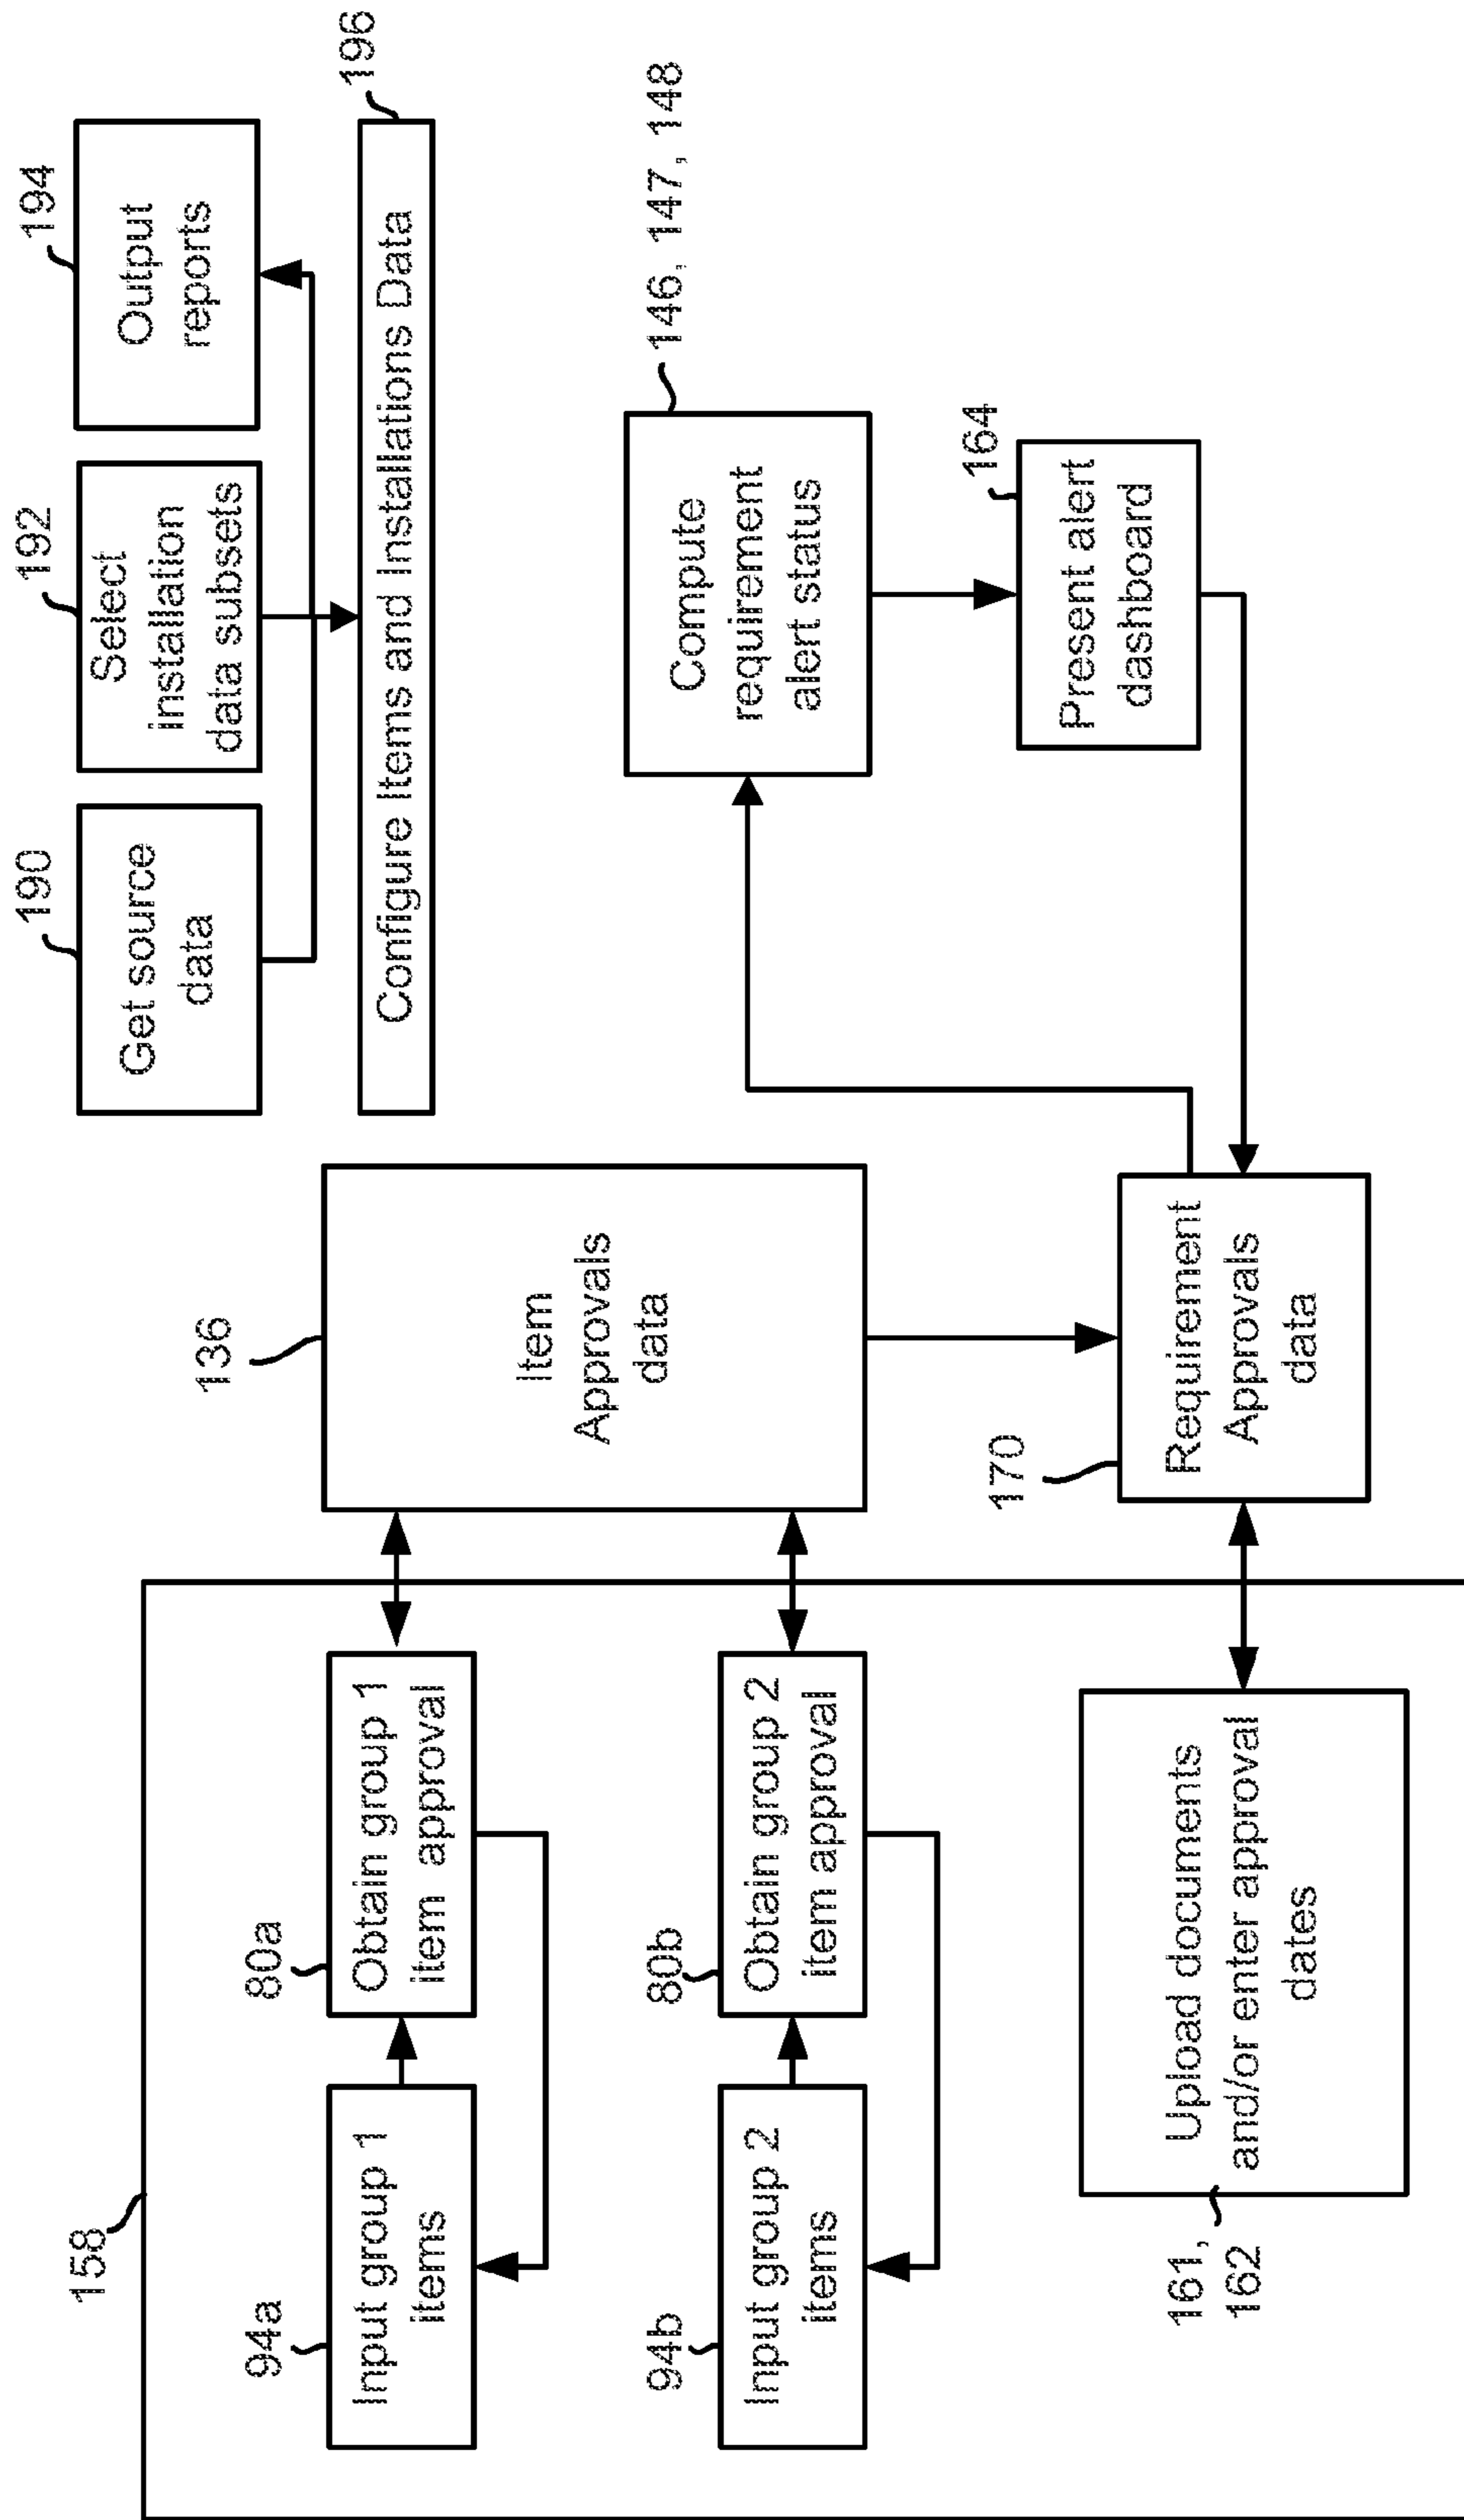 158
94a
Input group 1
items
80a
Obtain group 1
item approval
94b
Input group 2
items
80b
Obtain group 2
item approval
161,
162
Upload documents
and/or enter approval
dates
136
Item
Approvals
data
170
Requirement
Approvals
data
190
Get source
data
192
Select
installation
data subsets
194
Output
reports
196
Configure Items and Installations Data
146, 147, 148
Compute
requirement
alert status
164
Present alert
dashboard